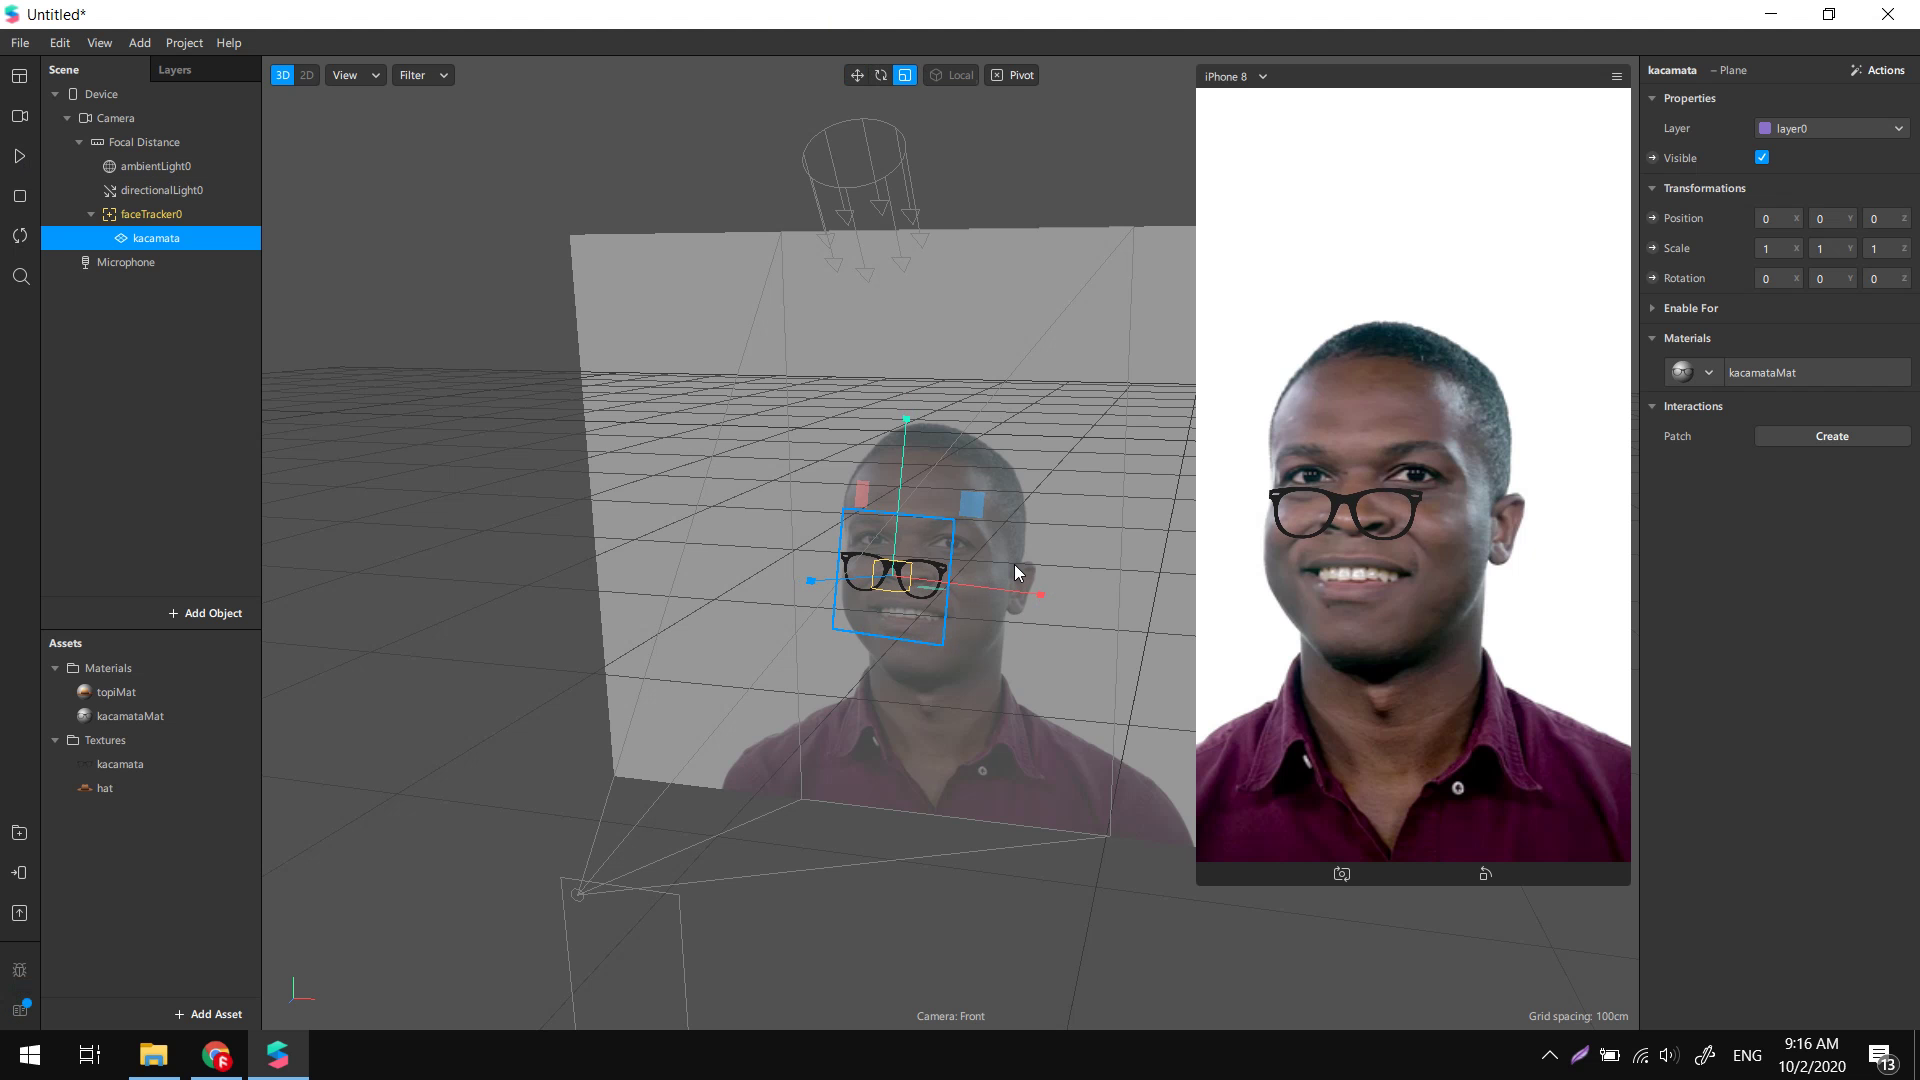 Untitled*
File Edit View Add Project Help
Scene Layers
Device
Camera
Focal Distance
ambientLight0
directionalLight0
faceTracker0
kacamata
Microphone
+ Add Object
Assets
Materials
topiMat
kacamataMat
Textures
kacamata
hat
+ Add Asset
3D 2D View Filter
Local Pivot
Camera: Front
Grid spacing: 100cm
iPhone 8
kacamata – Plane Actions
Properties
Layer layer0
Visible
Transformations
Position 0 X 0 Y 0 Z
Scale 1 X 1 Y 1 Z
Rotation 0 X 0 Y 0 Z
Enable For
Materials
kacamataMat
Interactions
Patch Create
ENG
9:16 AM
10/2/2020
13